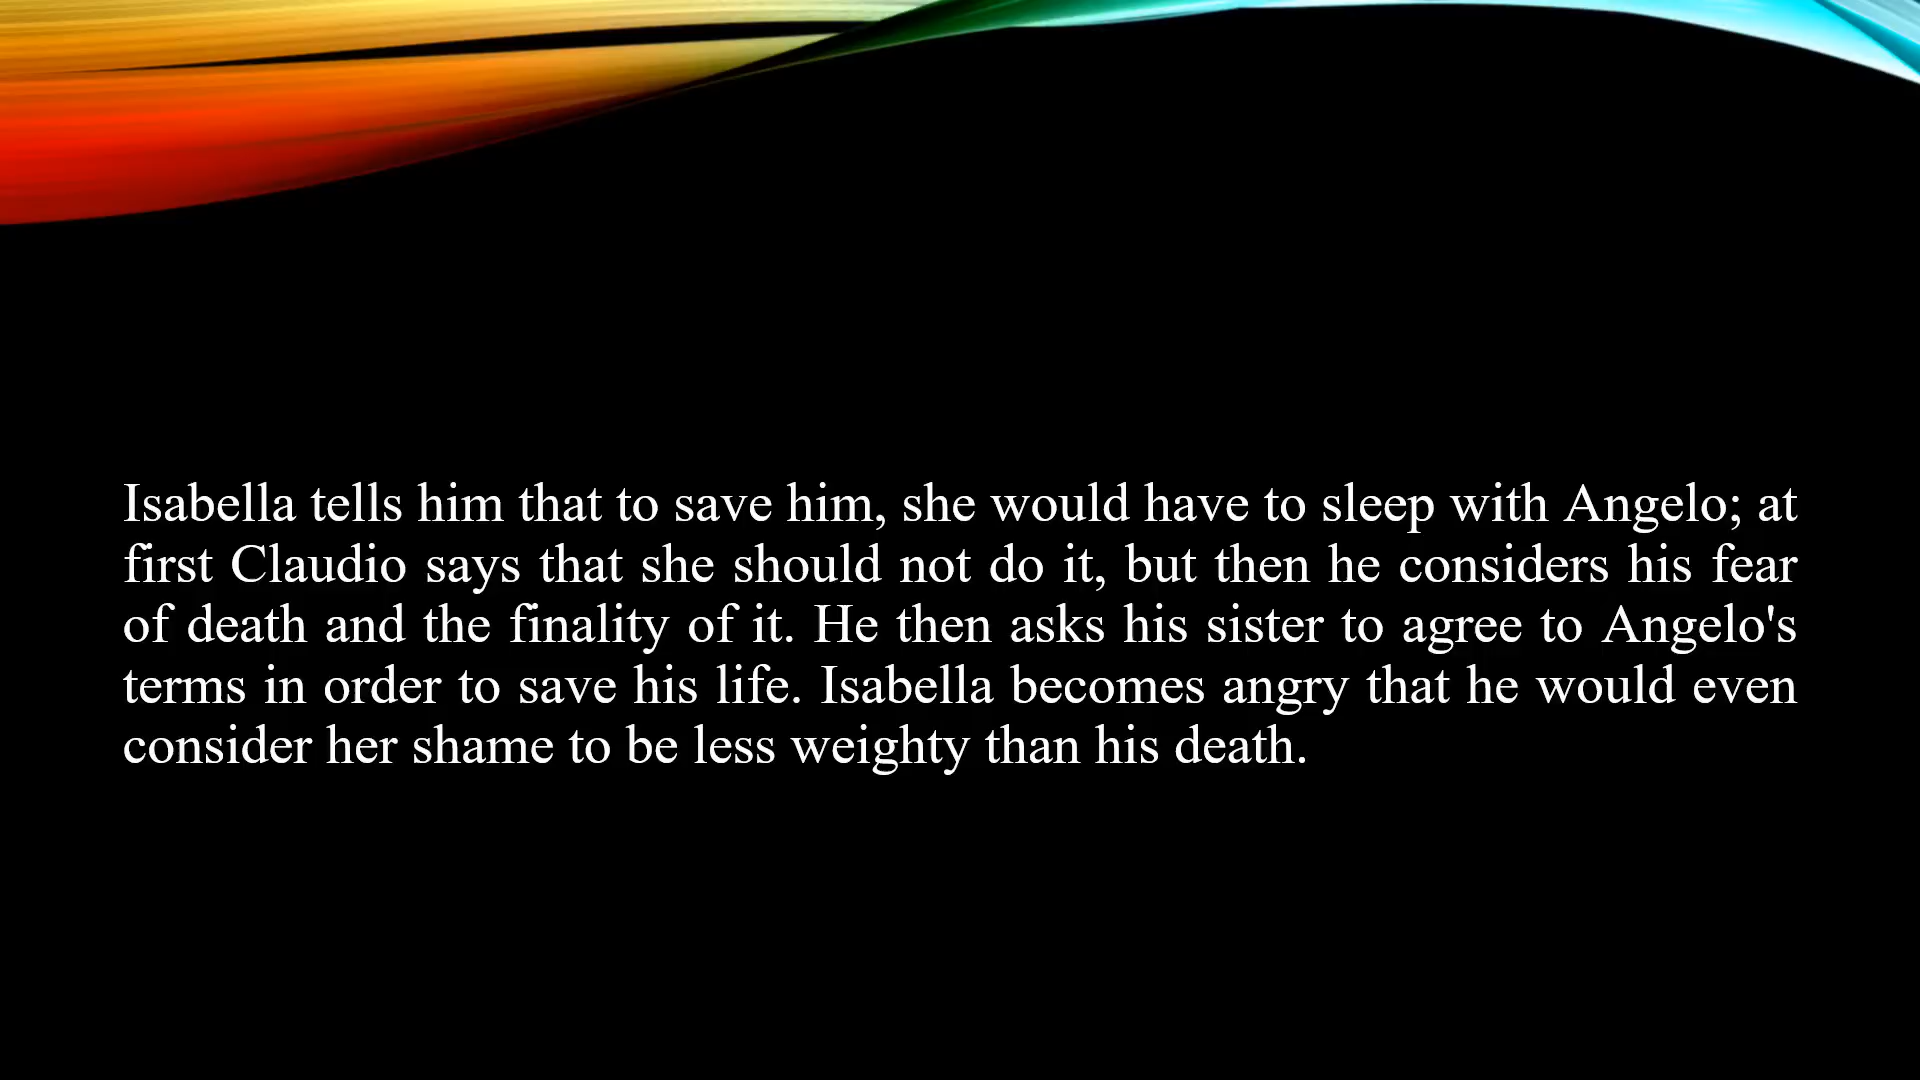 Isabella tells him that to save him, she would have to sleep with Angelo; at
first Claudio says that she should not do it, but then he considers his fear
of death and the finality of it. He then asks his sister to agree to Angelo's
terms in order to save his life. Isabella becomes angry that he would even
consider her shame to be less weighty than his death.